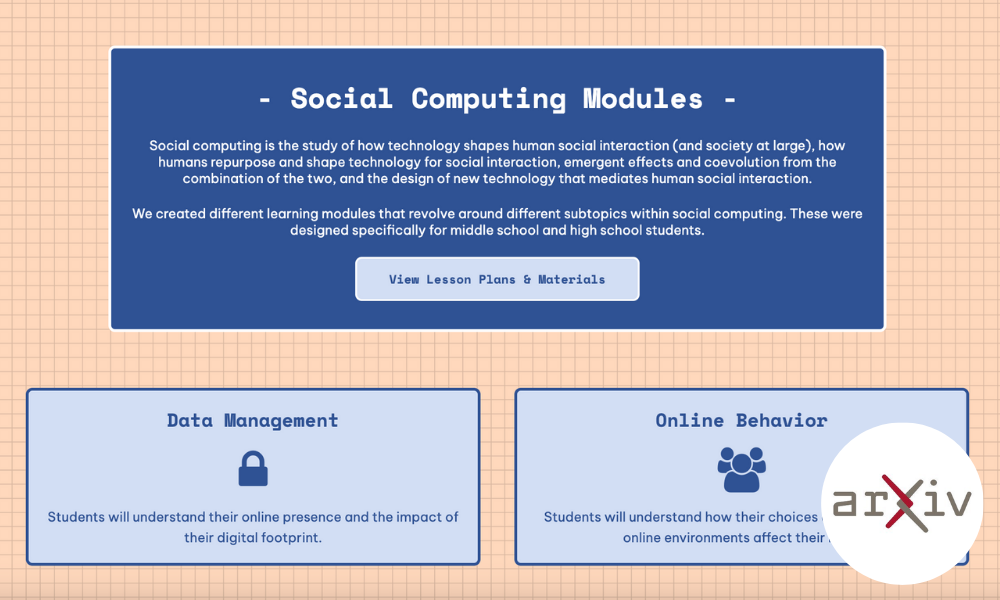 - Social Computing Modules -
Social computing is the study of how technology shapes human social interaction (and society at large), how
humans repurpose and shape technology for social interaction, emergent effects and coevolution from the
combination of the two, and the design of new technology that mediates human social interaction.
We created different learning modules that revolve around different subtopics within social computing. These were
designed specifically for middle school and high school students.
View Lesson Plans & Materials
Data Management
Students will understand their online presence and the impact of
their digital footprint.
Online Behavior
Students will understand how their choices
online environments affect their
arXiv